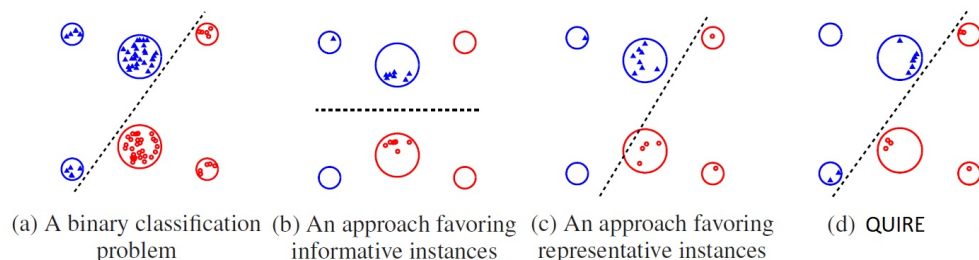 (a) A binary classification
problem
(b) An approach favoring
informative instances
(c) An approach favoring
representative instances
(d) QUIRE